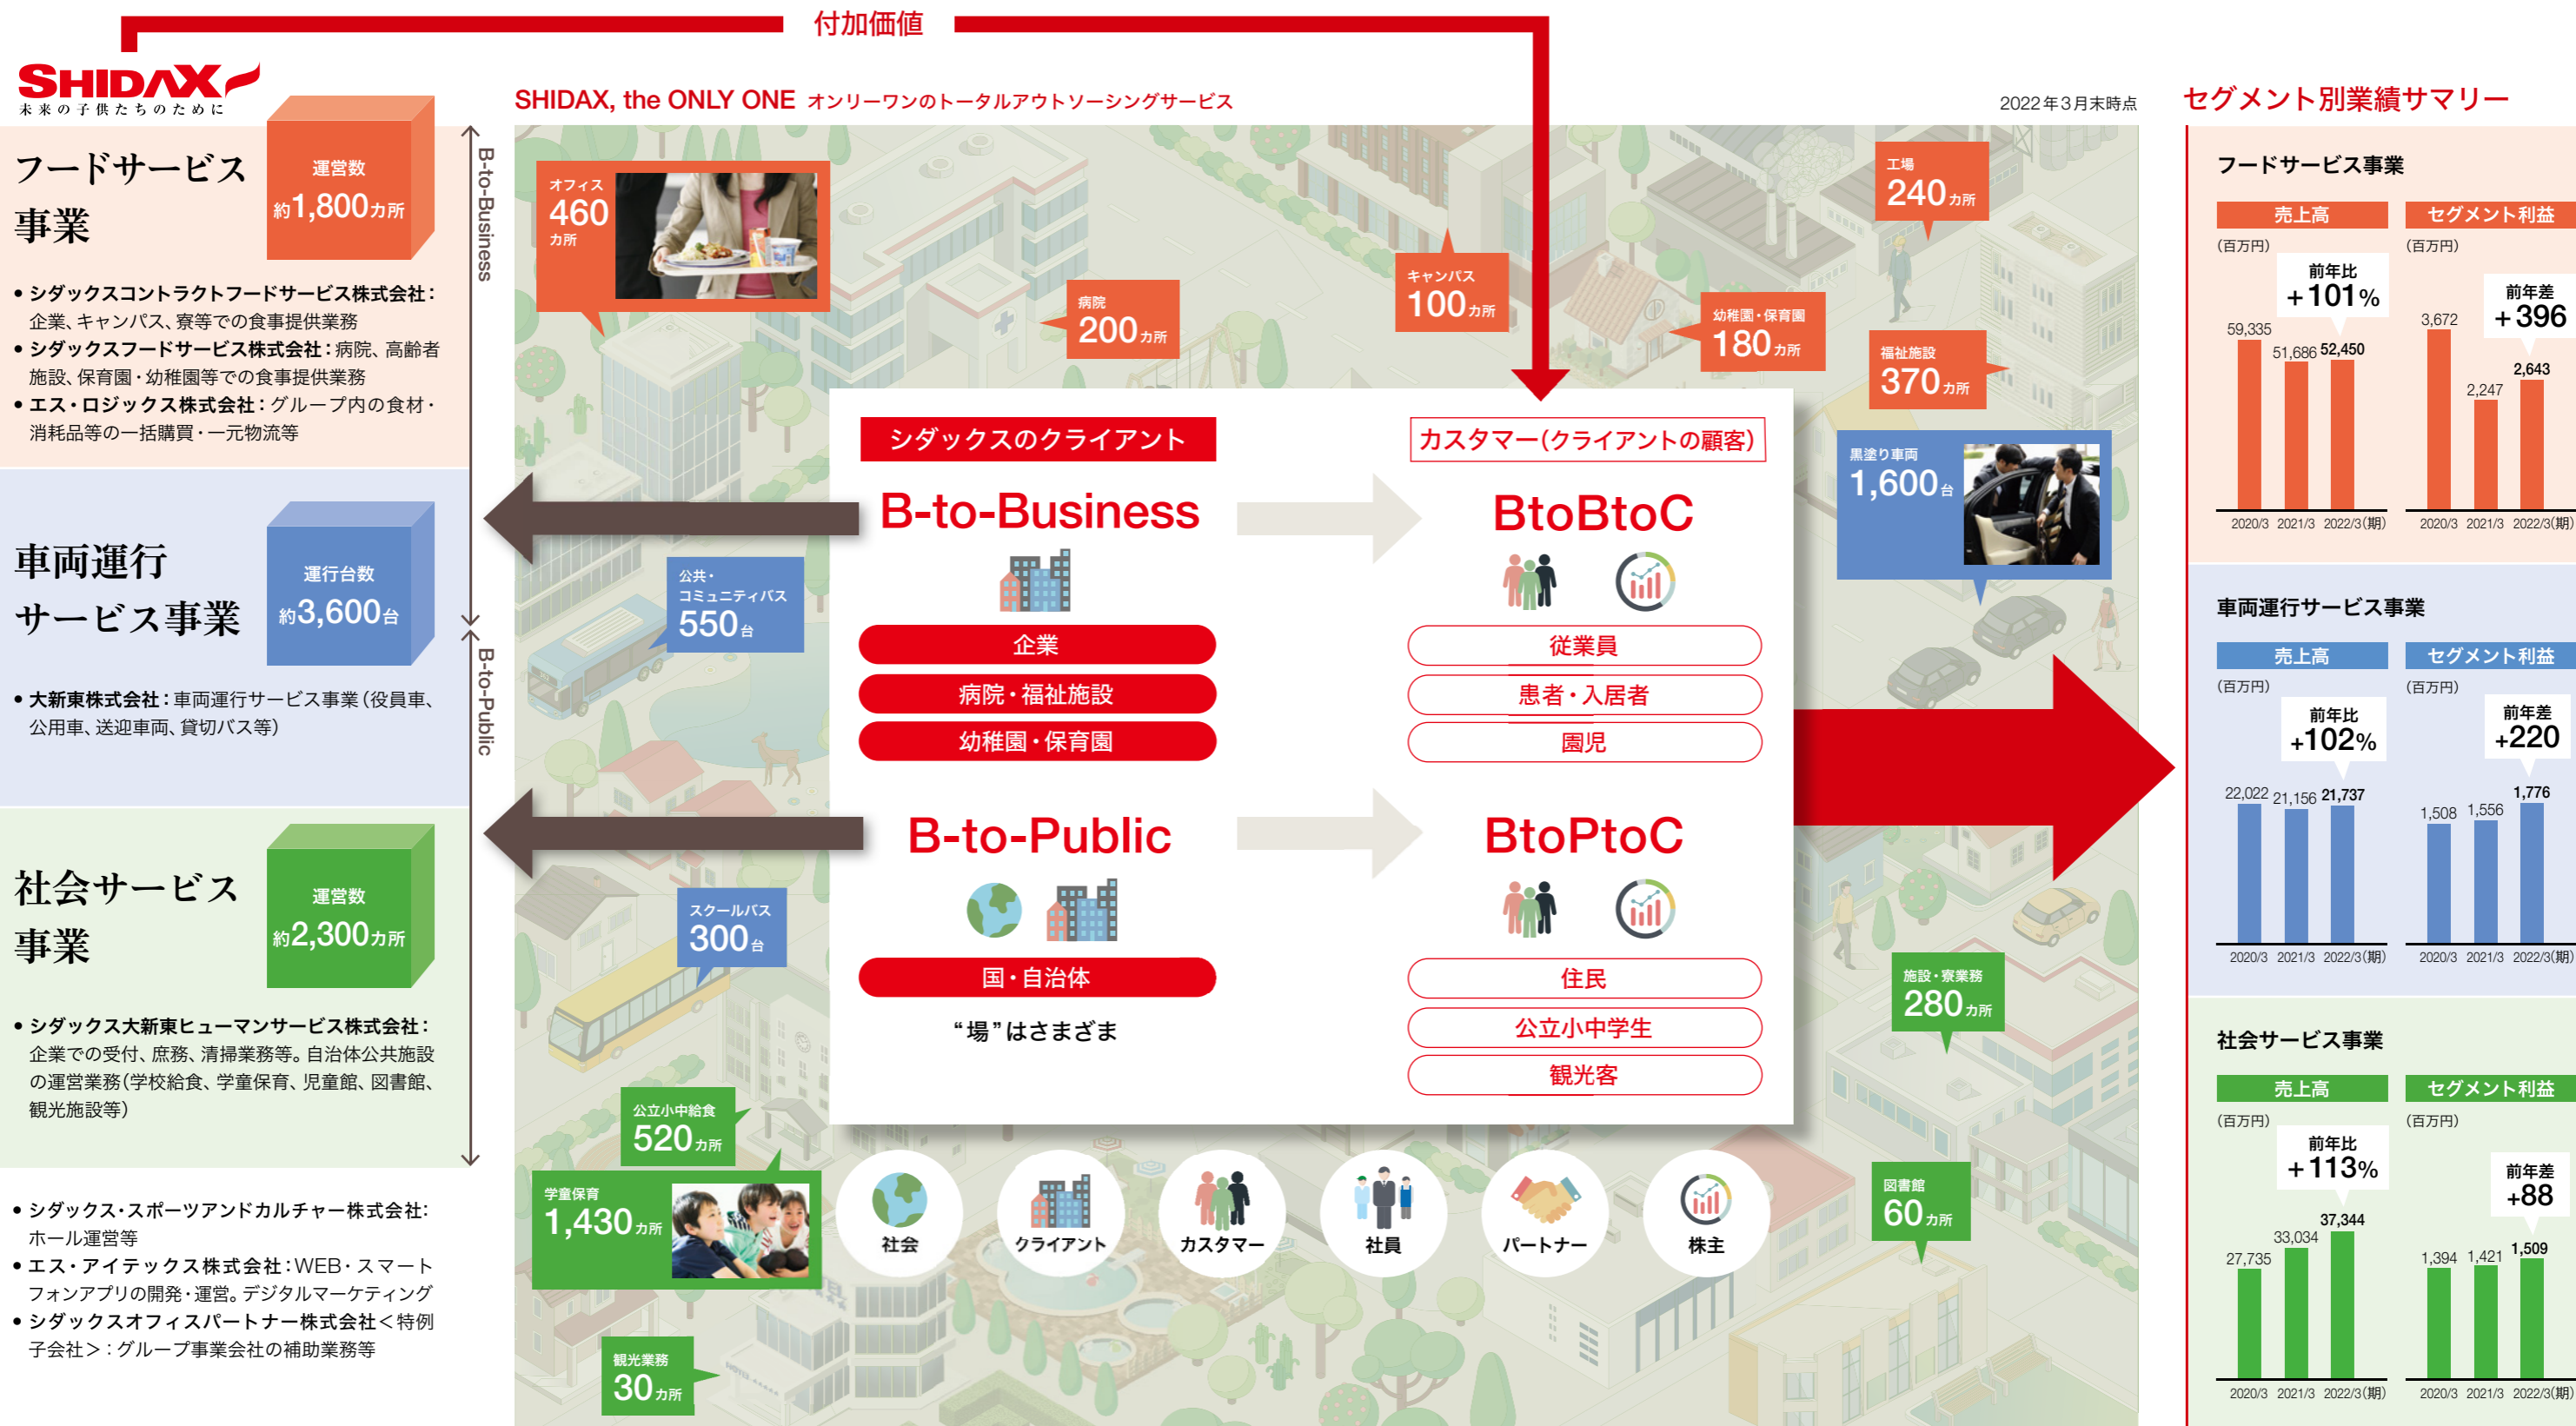 付加価値
SHIDAX
未来の子供たちのために
フードサービス
事業
運営数
約1,800カ所
• シダックスコントラクトフードサービス株式会社：
企業、キャンパス、寮等での食事提供業務
• シダックスフードサービス株式会社：病院、高齢者
施設、保育園・幼稚園等での食事提供業務
• エス・ロジックス株式会社：グループ内の食材・
消耗品等の一括購買・一元物流等
車両運行
サービス事業
運行台数
約3,600台
• 大新東株式会社：車両運行サービス事業（役員車、
公用車、送迎車両、貸切バス等）
社会サービス
事業
運営数
約2,300カ所
• シダックス大新東ヒューマンサービス株式会社：
企業での受付、庶務、清掃業務等。自治体公共施設
の運営業務（学校給食、学童保育、児童館、図書館、
観光施設等）
• シダックス・スポーツアンドカルチャー株式会社：
ホール運営等
• エス・アイテックス株式会社：WEB・スマート
フォンアプリの開発・運営。デジタルマーケティング
• シダックスオフィスパートナー株式会社＜特例
子会社＞：グループ事業会社の補助業務等
B-to-Business
B-to-Public
SHIDAX, the ONLY ONE オンリーワンのトータルアウトソーシングサービス
2022年3月末時点
オフィス
460
カ所
病院
200カ所
キャンパス
100カ所
幼稚園・保育園
180カ所
工場
240カ所
福祉施設
370カ所
黒塗り車両
1,600台
公共・
コミュニティバス
550台
スクールバス
300台
公立小中給食
520カ所
学童保育
1,430カ所
観光業務
30カ所
施設・寮業務
280カ所
図書館
60カ所
シダックスのクライアント
カスタマー（クライアントの顧客）
B-to-Business
BtoBtoC
企業
従業員
病院・福祉施設
患者・入居者
幼稚園・保育園
園児
B-to-Public
BtoPtoC
国・自治体
住民
“場”はさまざま
公立小中学生
観光客
社会
クライアント
カスタマー
社員
パートナー
株主
セグメント別業績サマリー
フードサービス事業
売上高
（百万円）
前年比
+101%
59,335
51,686
52,450
2020/3 2021/3 2022/3（期）
セグメント利益
（百万円）
前年差
+396
3,672
2,247
2,643
2020/3 2021/3 2022/3（期）
車両運行サービス事業
売上高
（百万円）
前年比
+102%
22,022
21,156
21,737
2020/3 2021/3 2022/3（期）
セグメント利益
（百万円）
前年差
+220
1,508
1,556
1,776
2020/3 2021/3 2022/3（期）
社会サービス事業
売上高
（百万円）
前年比
+113%
27,735
33,034
37,344
2020/3 2021/3 2022/3（期）
セグメント利益
（百万円）
前年差
+88
1,394
1,421
1,509
2020/3 2021/3 2022/3（期）